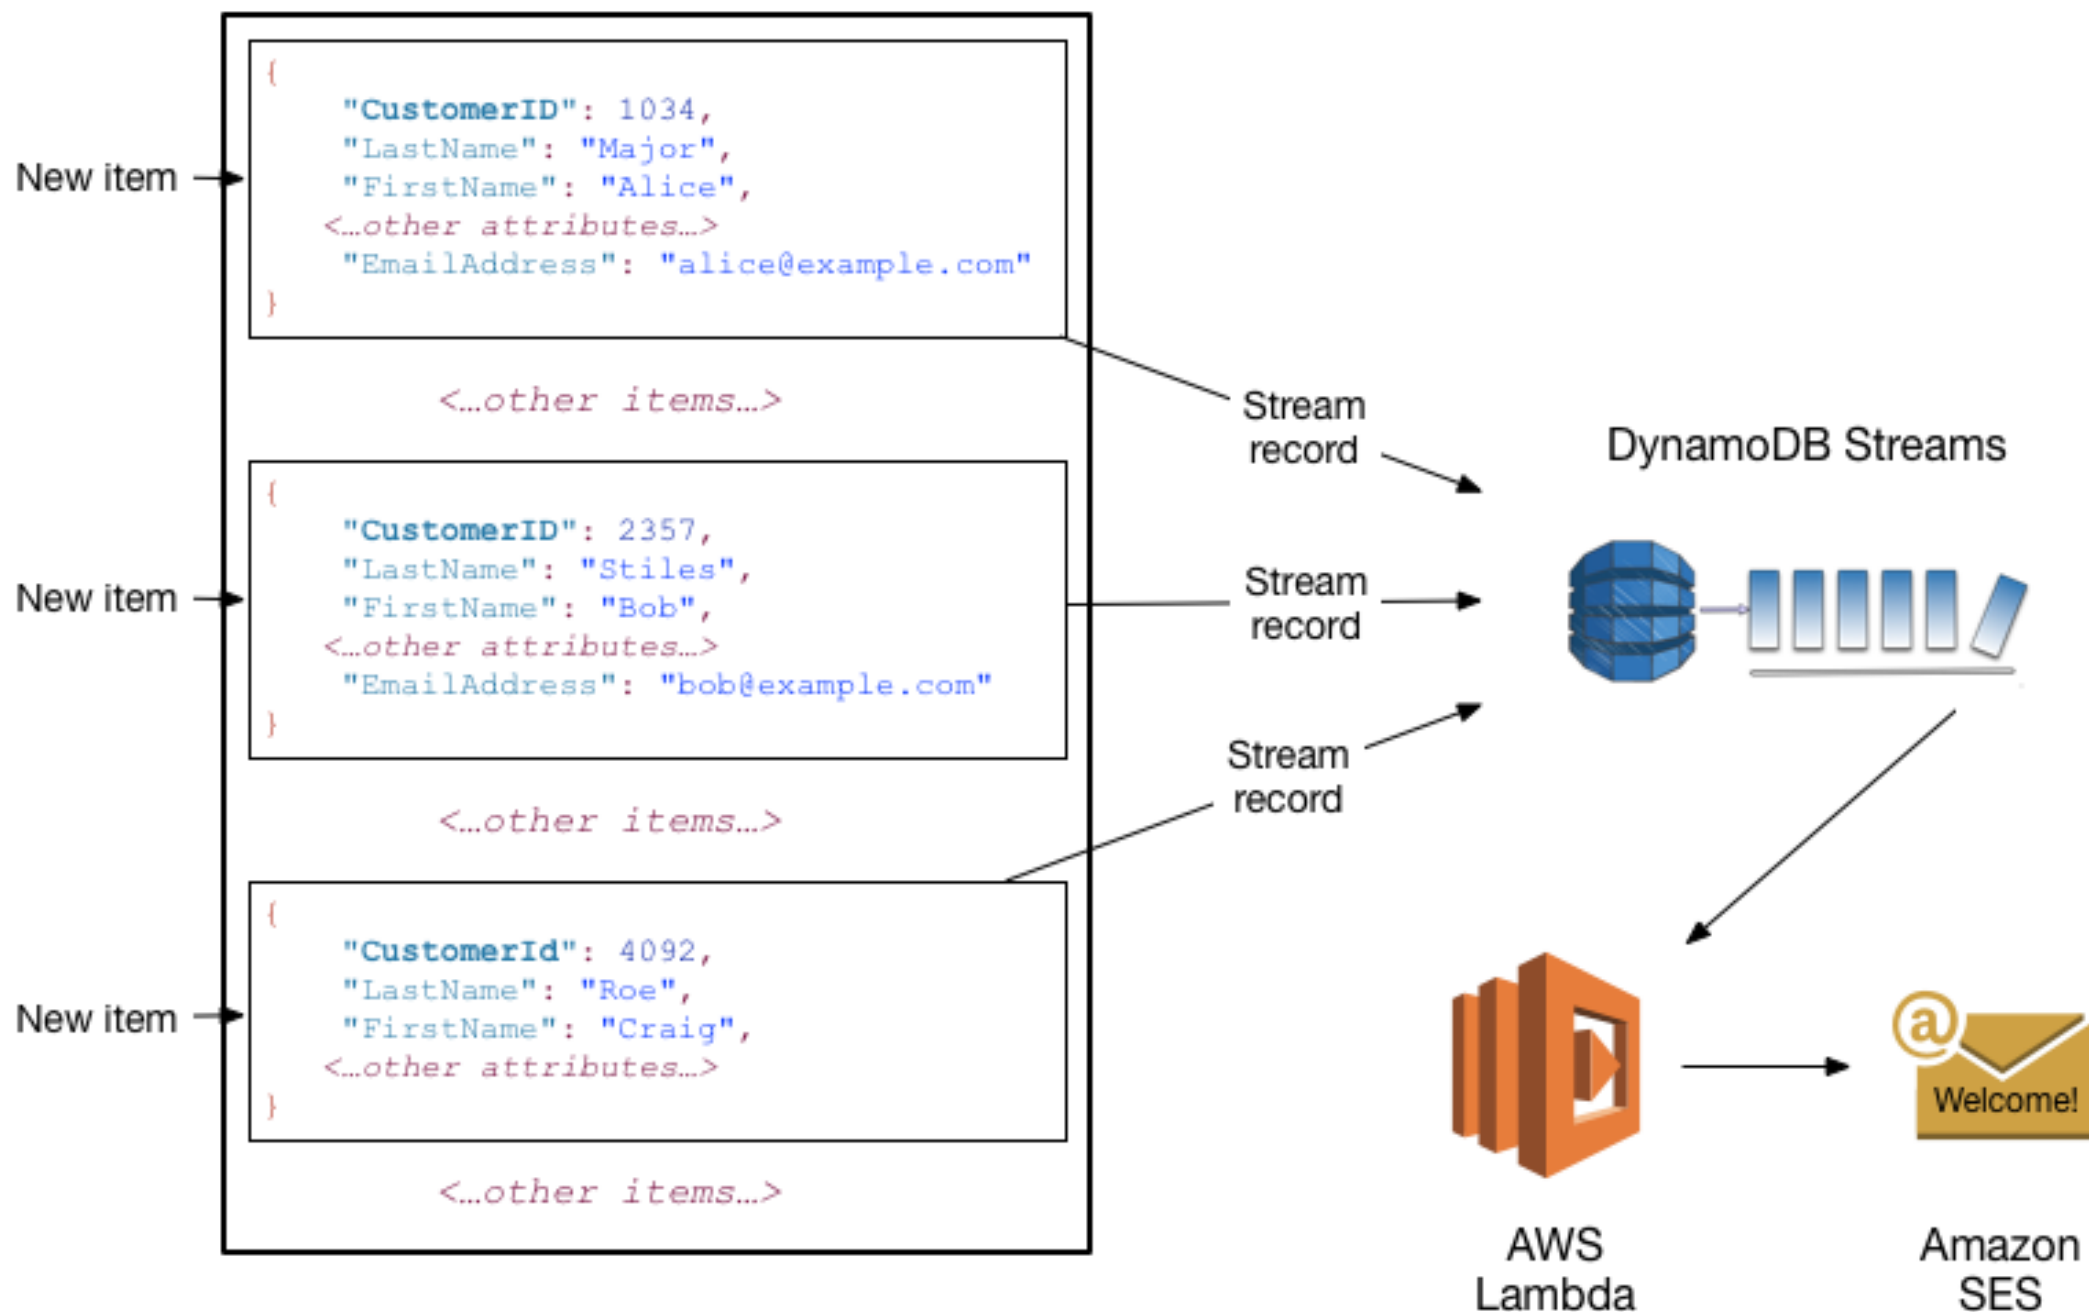 {
"CustomerID": 1034,
"LastName": "Major",
New item
"FirstName": "Alice",
<…other attributes…>
"EmailAddress": "alice@example.com"
}
<…other items…>
Stream
record
DynamoDB Streams
{
"CustomerID": 2357,
"LastName": "Stiles",
New item
"FirstName": "Bob",
<…other attributes…>
"EmailAddress": "bob@example.com"
}
Stream
record
<…other items…>
Stream
record
{
"CustomerId": 4092,
"LastName": "Roe",
New item
"FirstName": "Craig",
<…other attributes…>
}
<…other items…>
@
Welcome!
AWS
Lambda
Amazon
SES